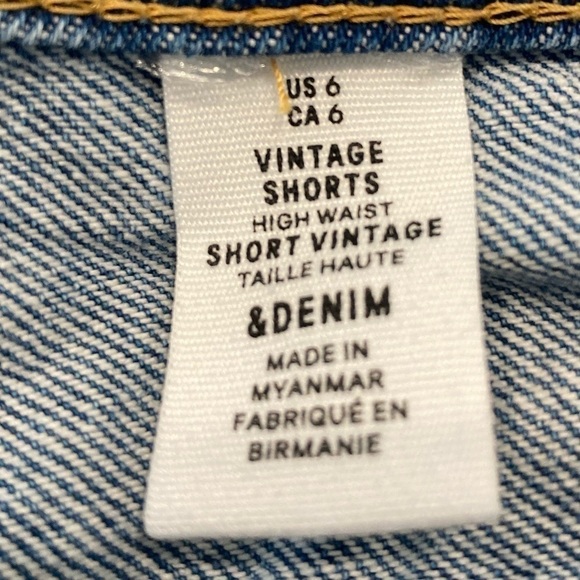 US 6
CA 6
VINTAGE
SHORTS
HIGH WAIST
SHORT VINTAGE
TAILLE HAUTE
&DENIM
MADE IN
MYANMAR
FABRIQUÉ EN
BIRMANIE